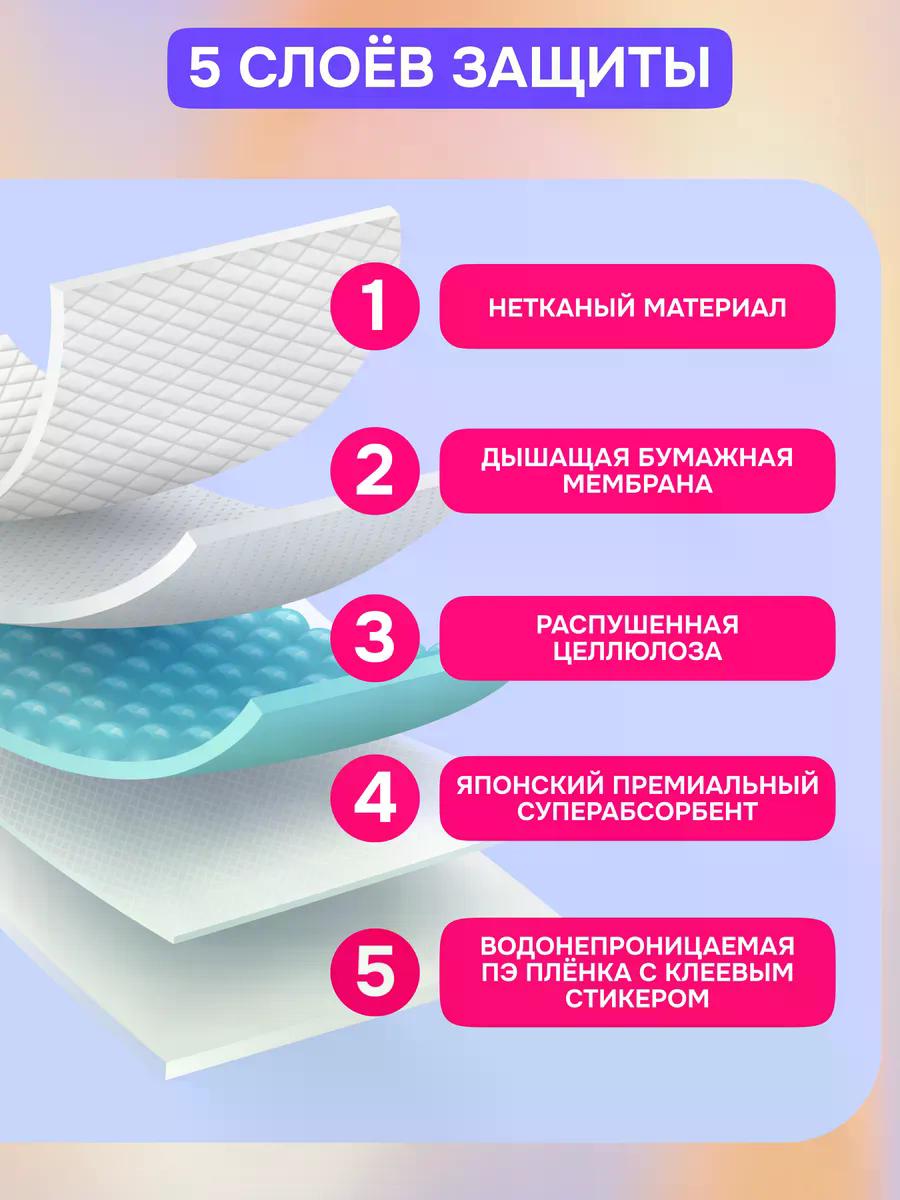 5 СЛОЁВ ЗАЩИТЫ
1
НЕТКАНЫЙ МАТЕРИАЛ
2
ДЫШАЩАЯ БУМАЖНАЯ
МЕМБРАНА
3
РАСПУШЕННАЯ
ЦЕЛЛЮЛОЗА
4
ЯПОНСКИЙ ПРЕМИАЛЬНЫЙ
СУПЕРАБСОРБЕНТ
5
ВОДОНЕПРОНИЦАЕМАЯ
ПЭ ПЛЁНКА С КЛЕЕВЫМ
СТИКЕРОМ